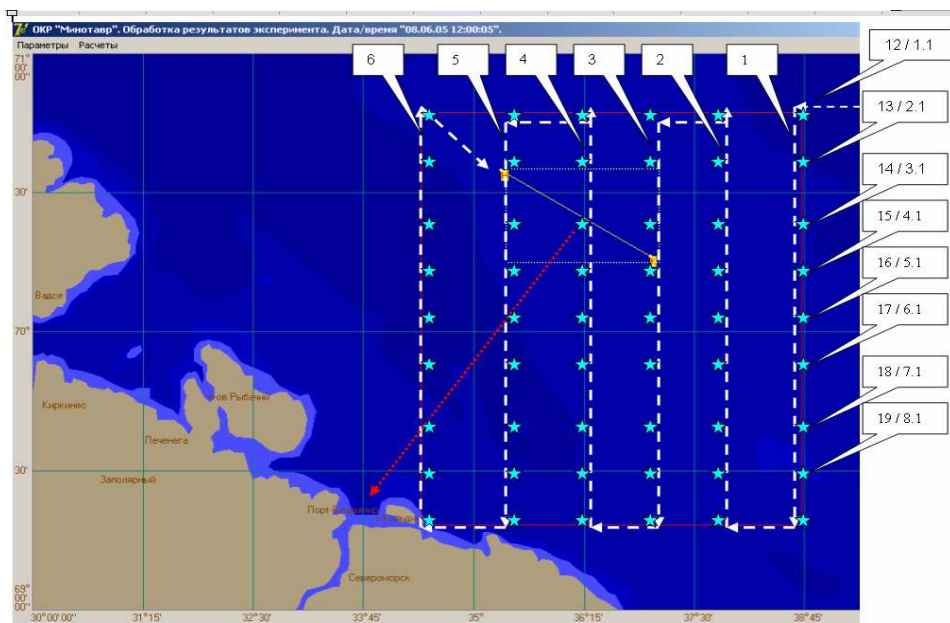 ОКР "Минотавр". Обработка результатов эксперимента. Дата/время "08.06.05 12:00:05".
Параметры Расчеты
6
5
4
3
2
1
12 / 1.1
13 / 2.1
14 / 3.1
15 / 4.1
16 / 5.1
17 / 6.1
18 / 7.1
19 / 8.1
71°
00'
00"
30'
Вадсе
70°
Киркинес
Печенега
Заполярный
30'
Североморск
69°
00'
00"
30°00'00" 31°15' 32°30' 33°45' 35° 36°15' 37°30' 38°45'